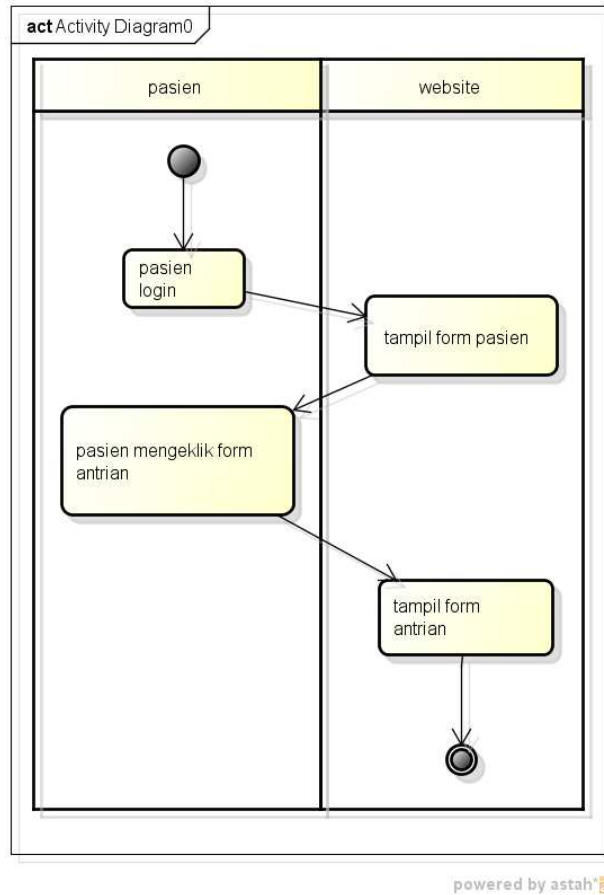 act Activity Diagram0
pasien
website
pasien
login
tampil form pasien
pasien mengeklik form
antrian
tampil form
antrian
powered by astah*